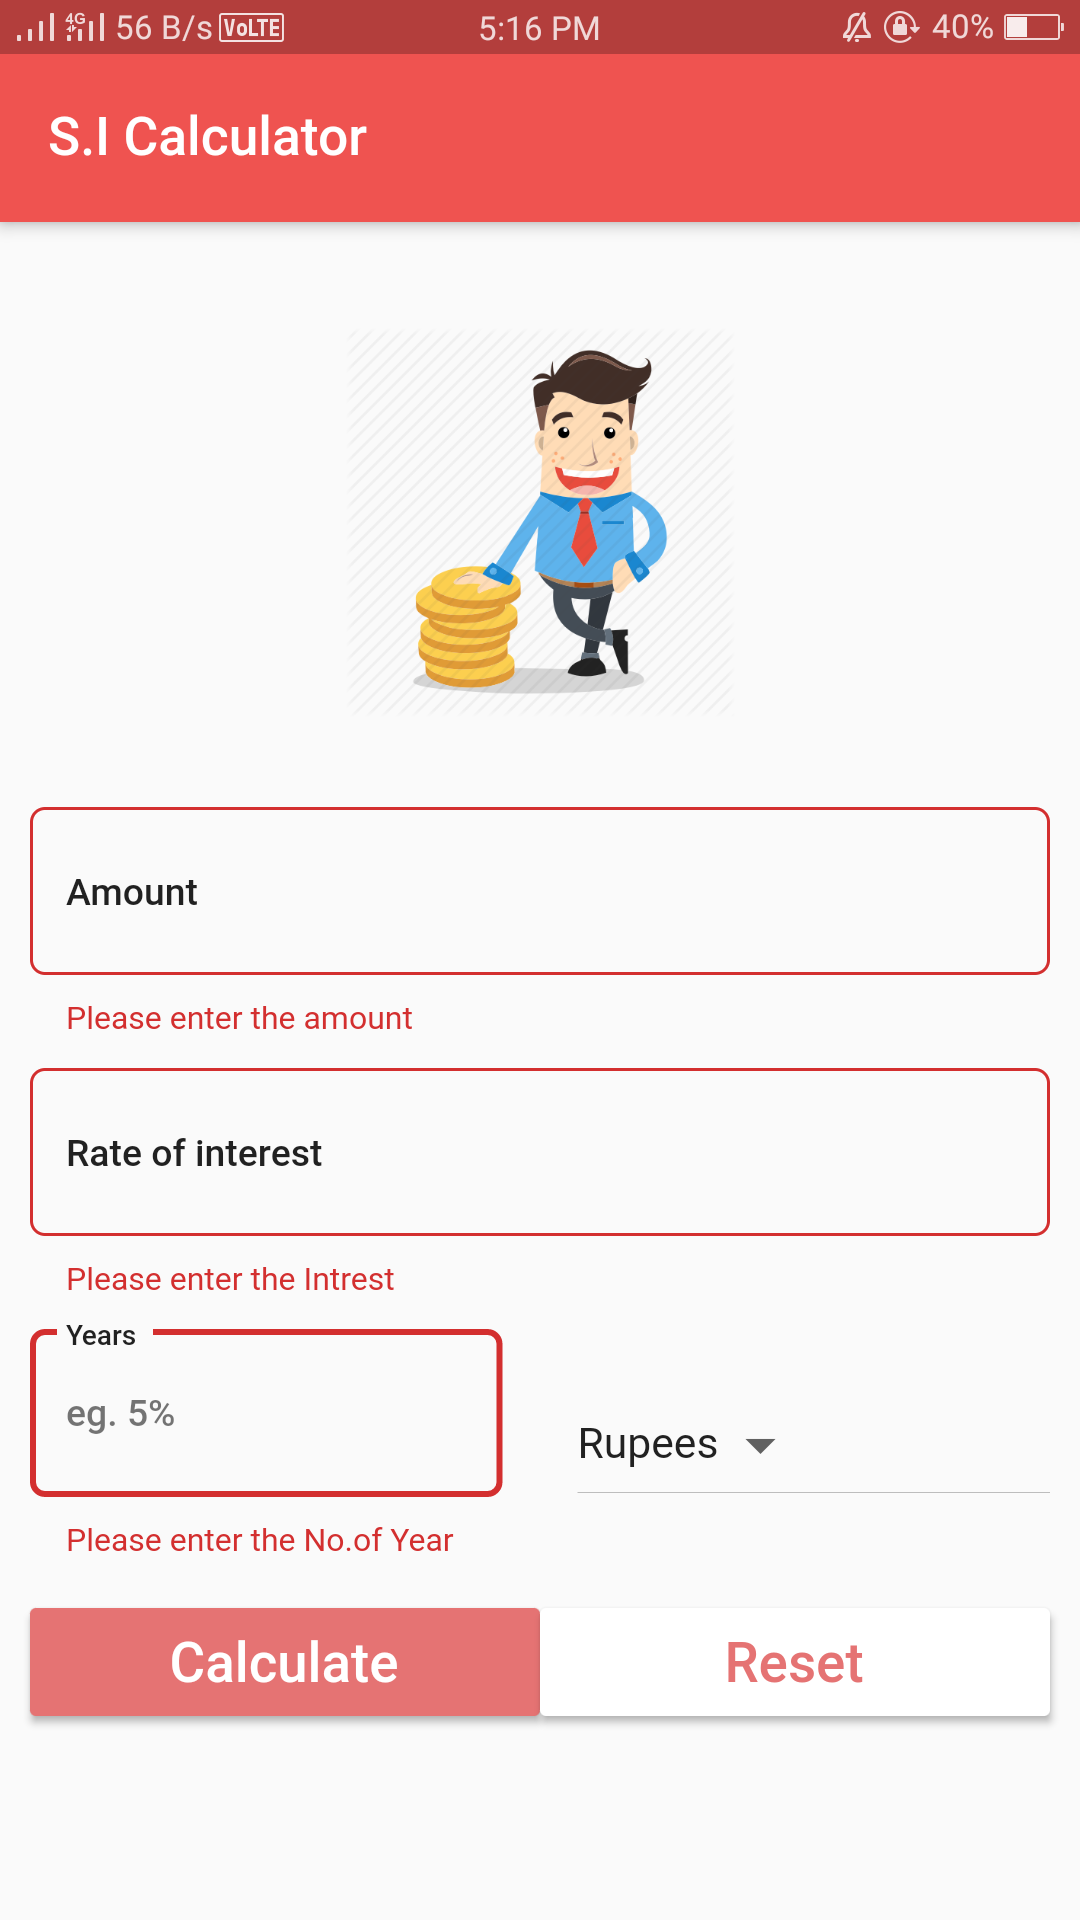 4G 56 B/s VoLTE 5:16 PM 40%
S.I Calculator
Amount
Please enter the amount
Rate of interest
Please enter the Intrest
Years
eg. 5%
Rupees
Please enter the No.of Year
Calculate Reset